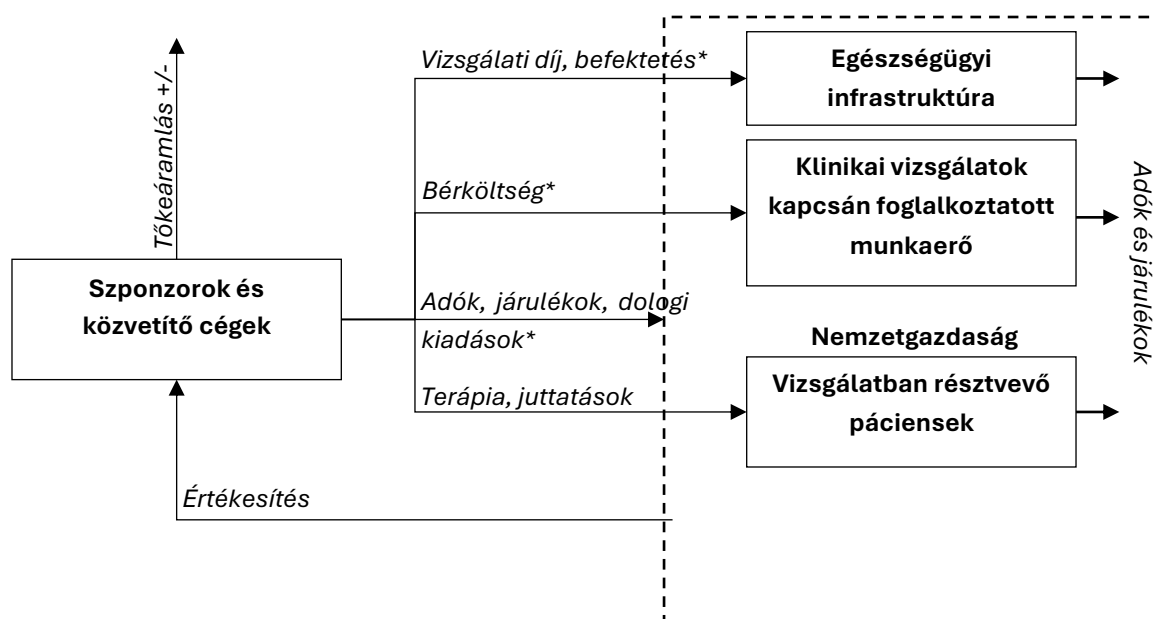 Tőkeáramlás +/-
Vizsgálati díj, befektetés*
Egészségügyi
infrastruktúra
Bérköltség*
Klinikai vizsgálatok
kapcsán foglalkoztatott
munkaerő
Adók és járulékok
Szponzorok és
közvetítő cégek
Adók, járulékok, dologi
kiadások*
Nemzetgazdaság
Terápia, juttatások
Vizsgálatban résztvevő
páciensek
Értékesítés